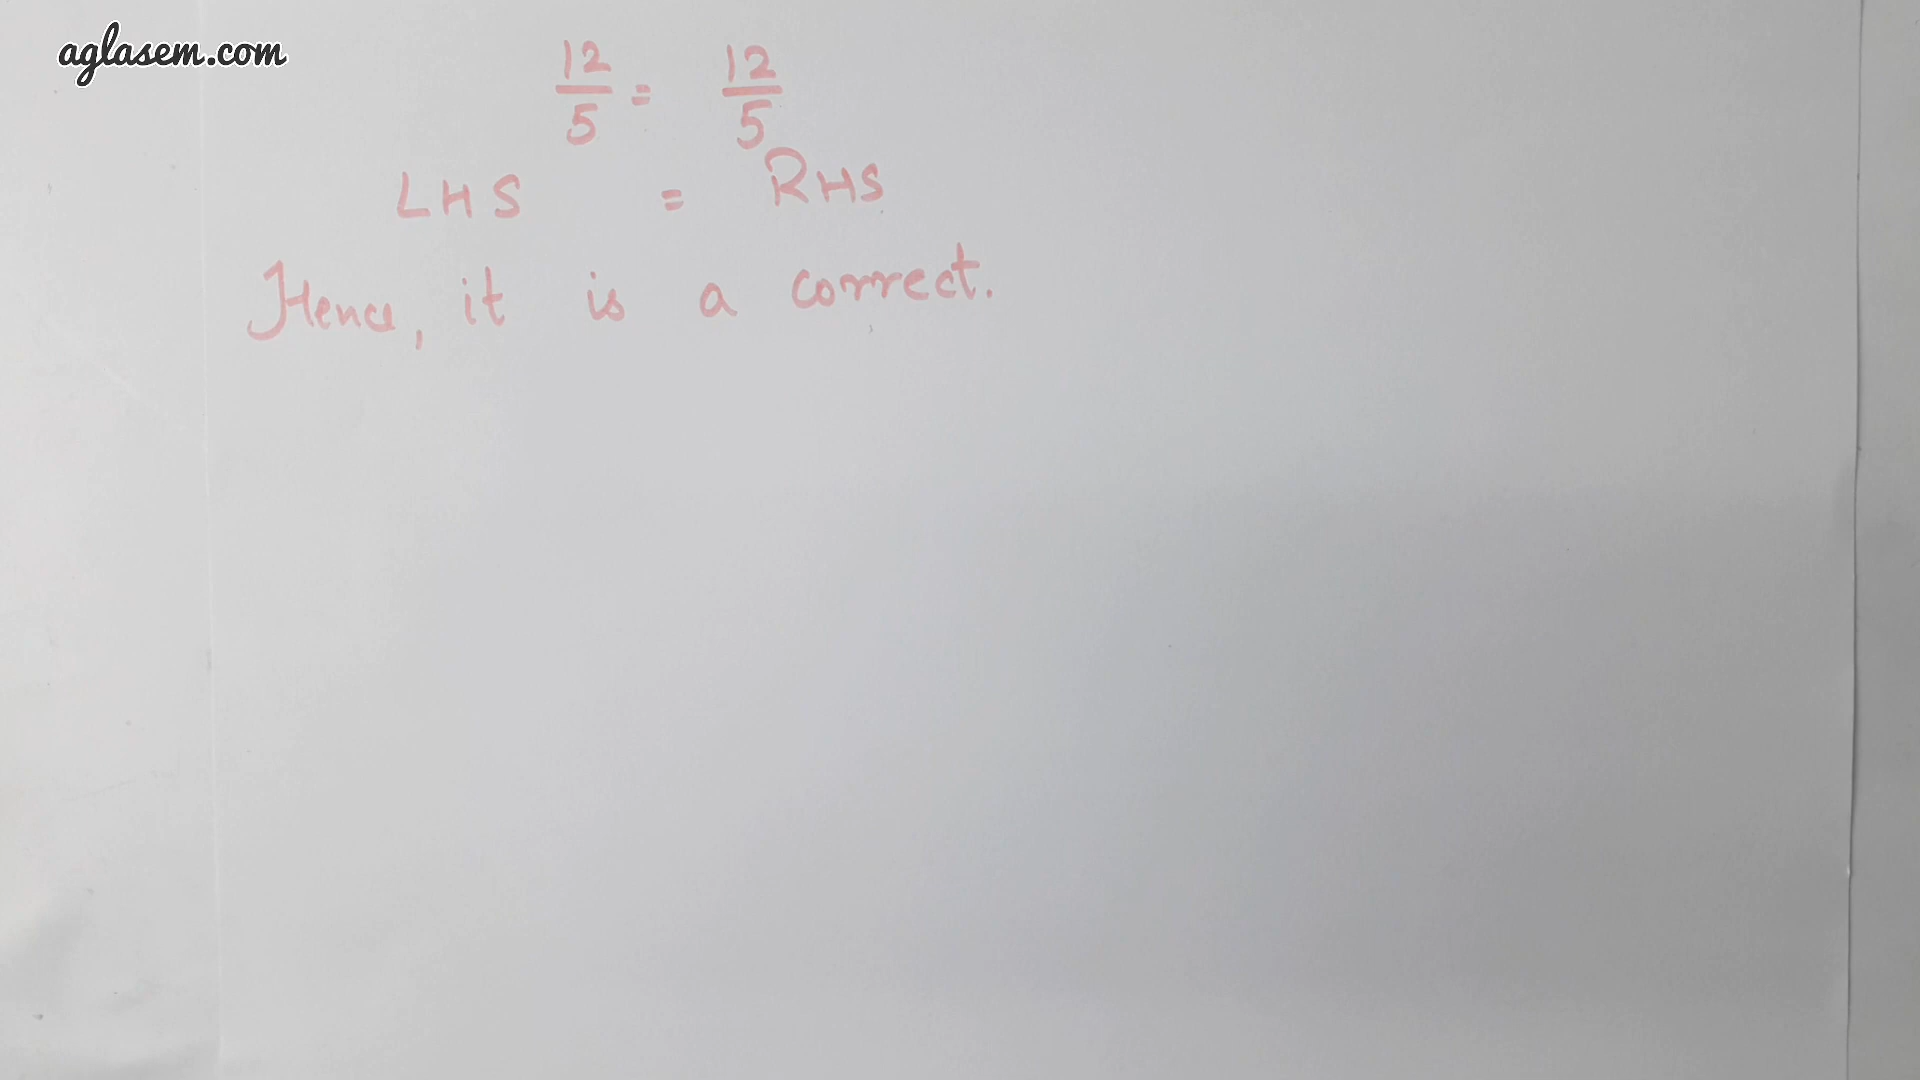 aglasem.com
12/5 = 12/5
LHS = RHS
Hence, it is a correct.